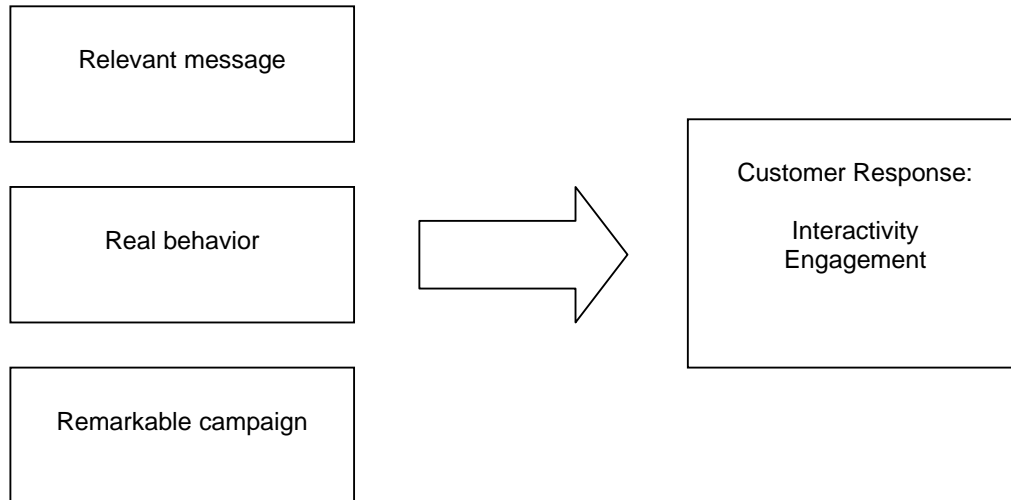 Relevant message
Real behavior
Remarkable campaign
Customer Response:
Interactivity
Engagement